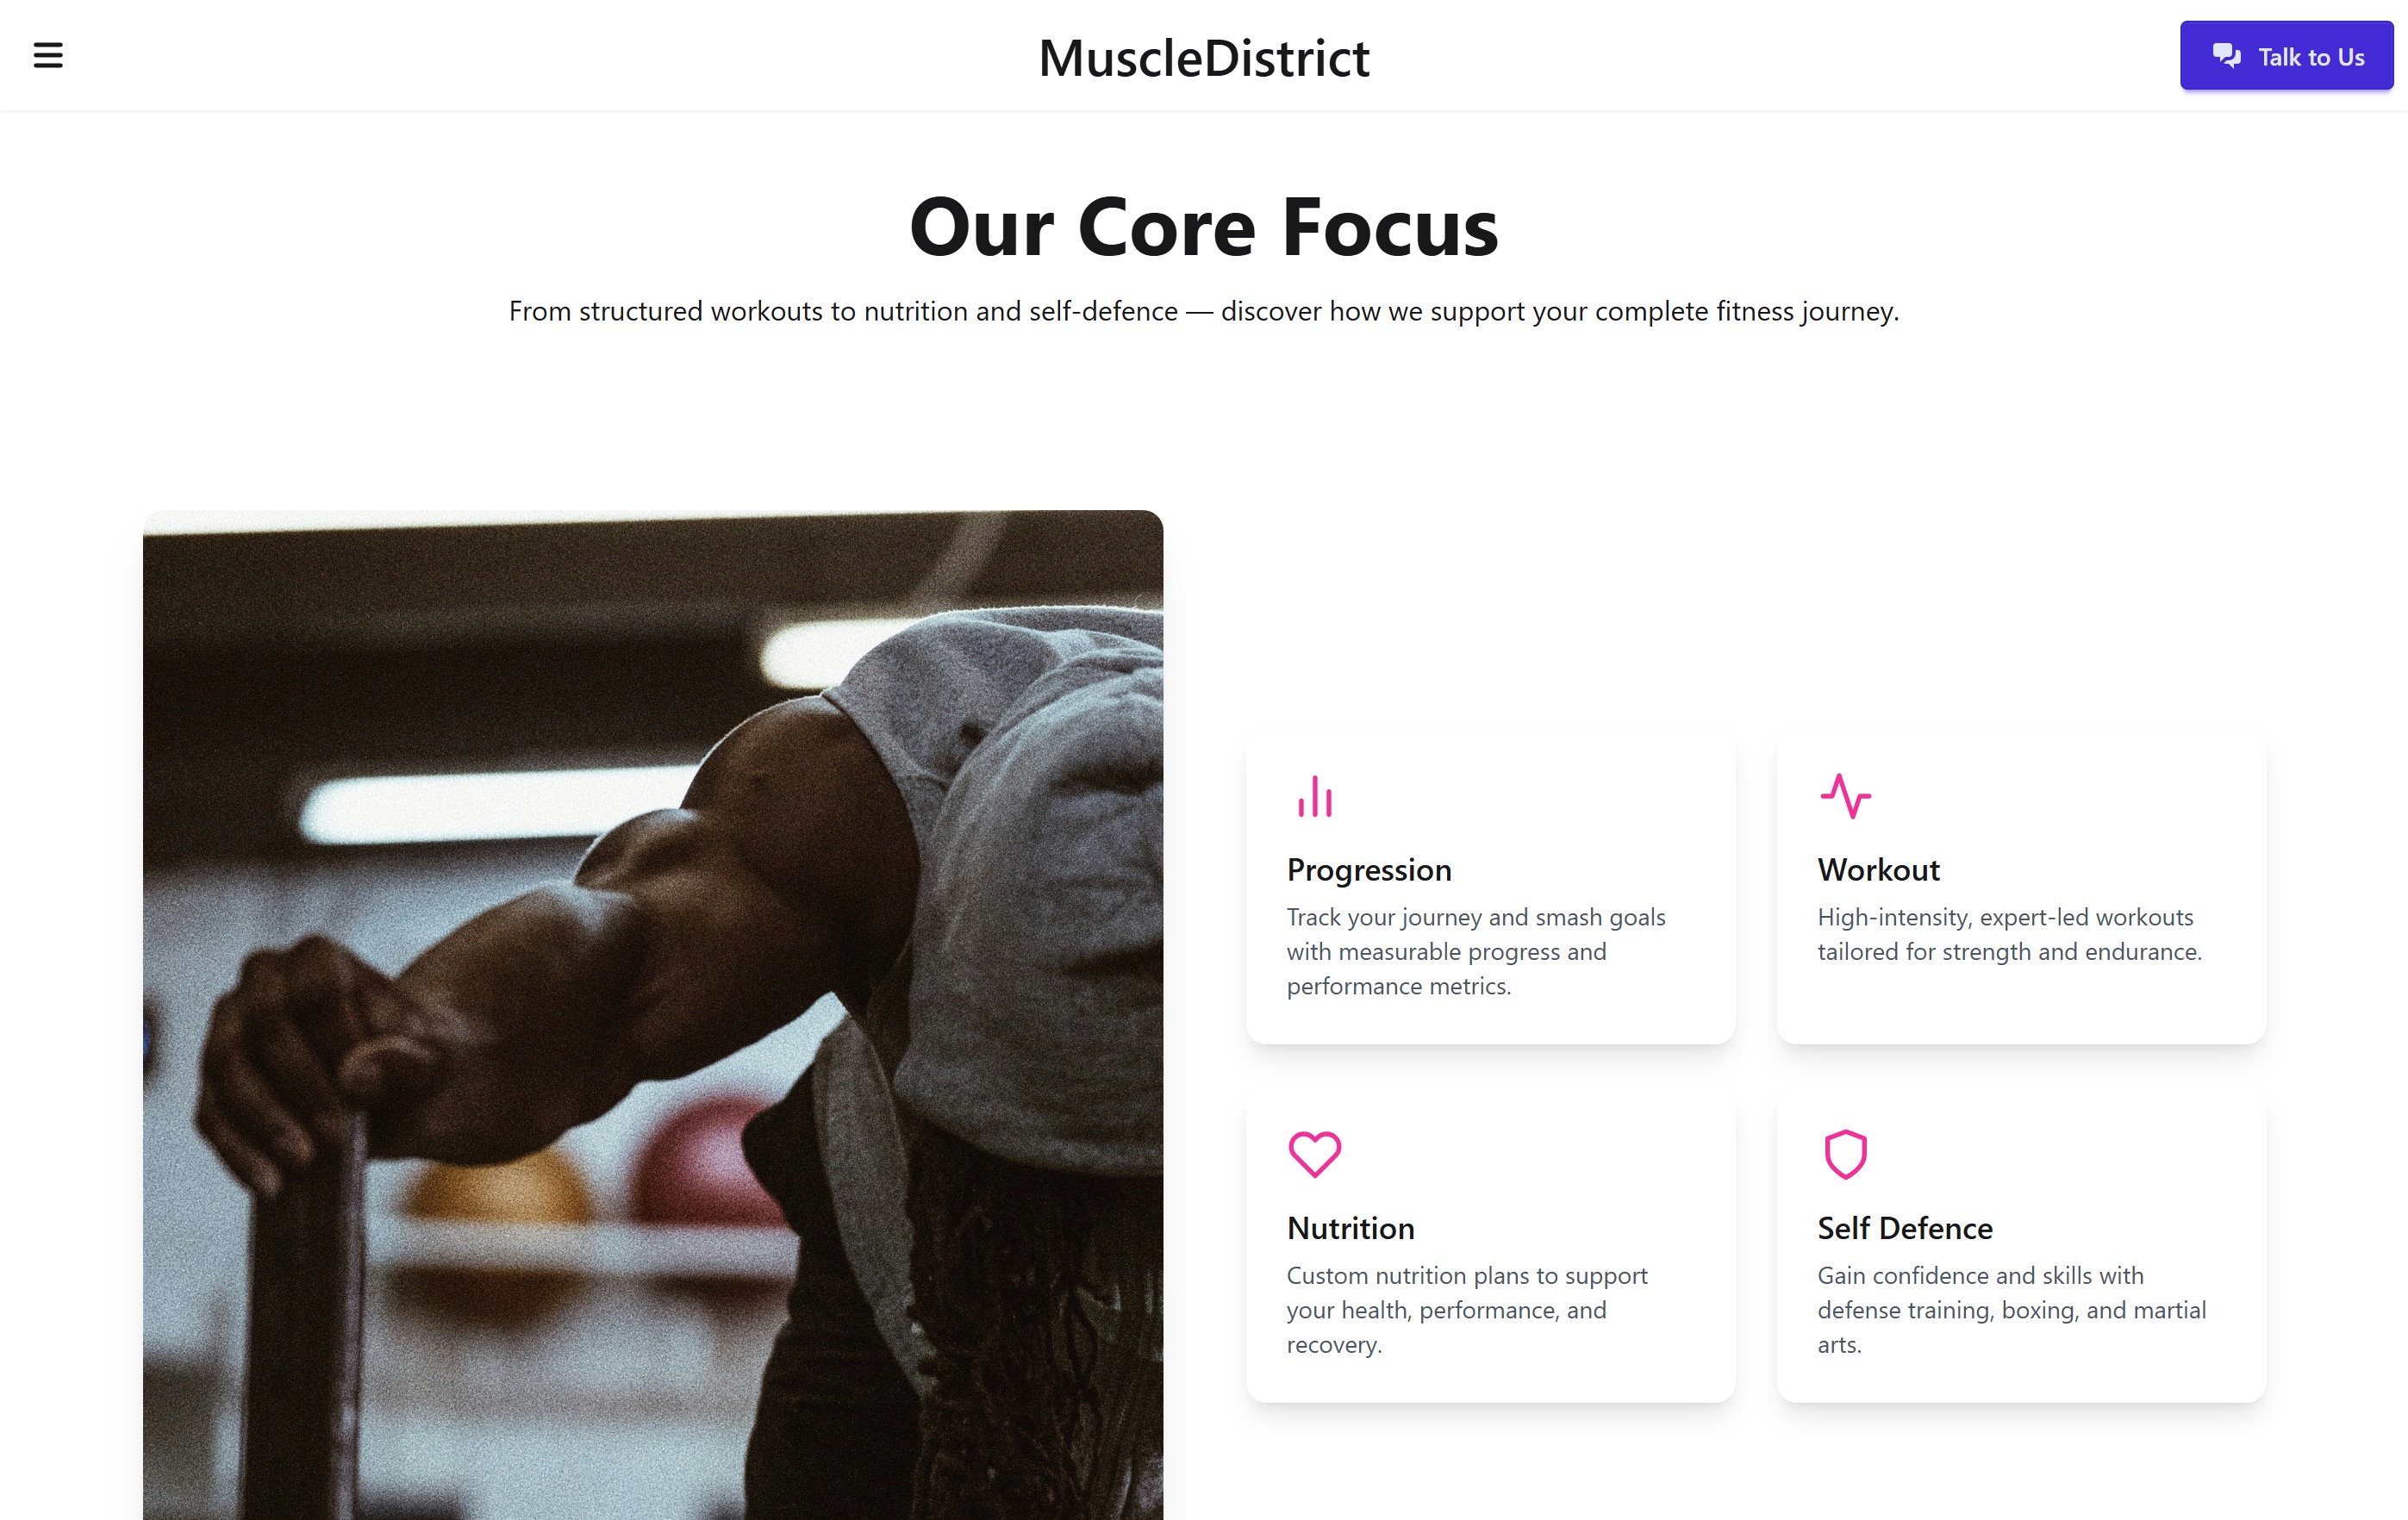 MuscleDistrict
Talk to Us
Our Core Focus
From structured workouts to nutrition and self-defence — discover how we support your complete fitness journey.
Progression
Track your journey and smash goals
with measurable progress and
performance metrics.
Workout
High-intensity, expert-led workouts
tailored for strength and endurance.
Nutrition
Custom nutrition plans to support
your health, performance, and
recovery.
Self Defence
Gain confidence and skills with
defense training, boxing, and martial
arts.